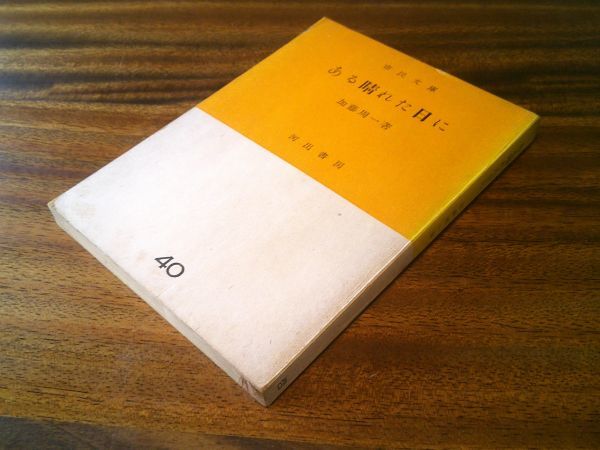 市民文庫
ある晴れた日に
加藤周一著
河出書房
40